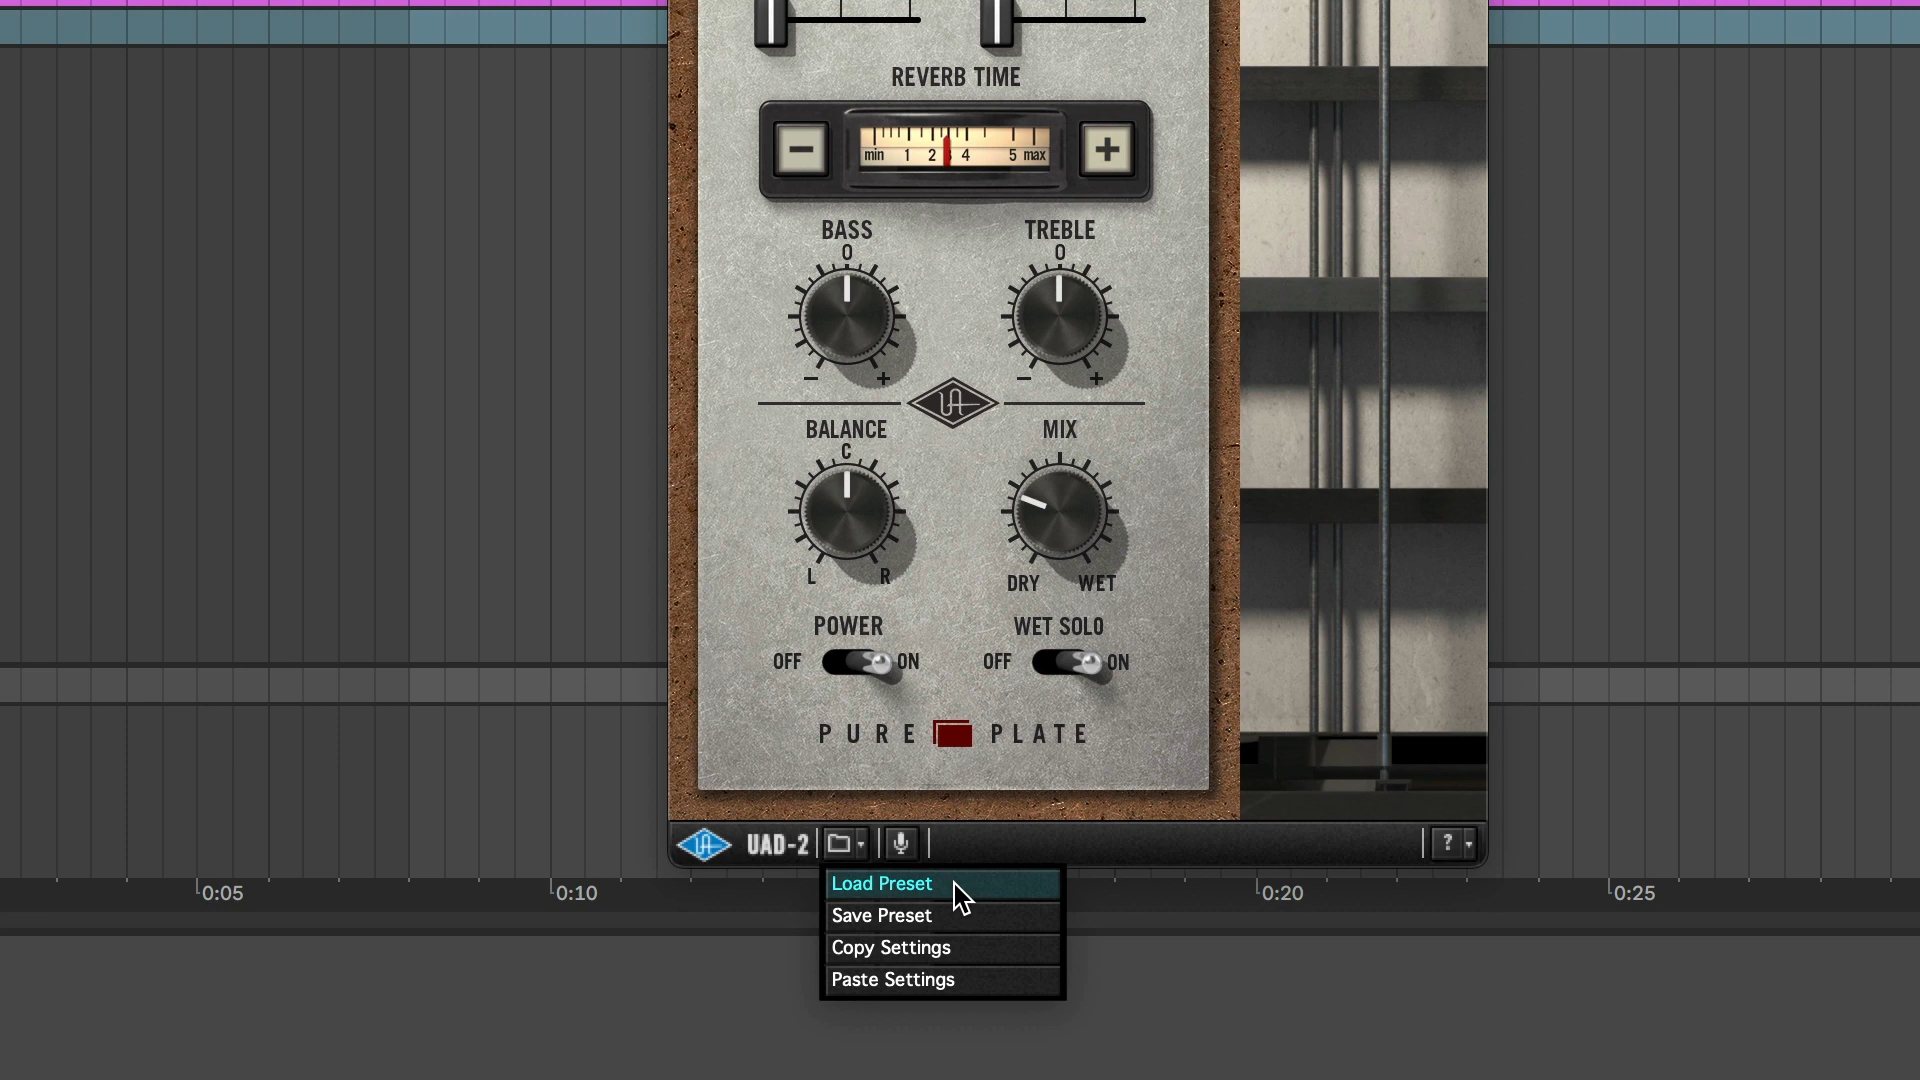 REVERB TIME
min 1 2 4 5 max
BASS TREBLE
0 0
BALANCE MIX
C
L R DRY WET
POWER WET SOLO
OFF ON OFF ON
PURE PLATE
UAD-2 ?
Load Preset
0:05 0:10 0:20 0:25
Save Preset
Copy Settings
Paste Settings